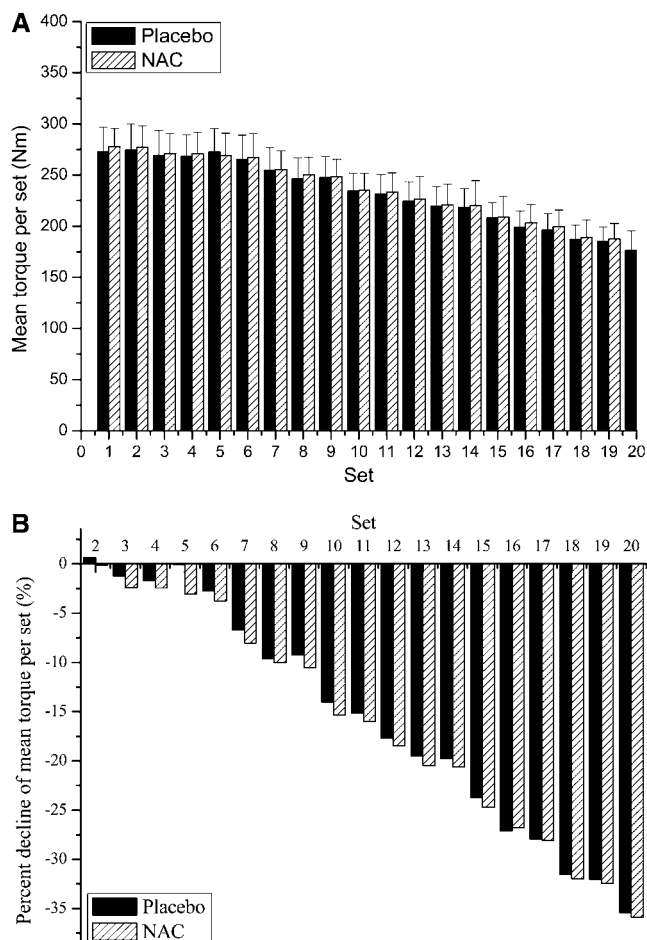 A
Placebo
NAC
Mean torque per set (Nm)
400
350
300
250
200
150
100
50
0
0 1 2 3 4 5 6 7 8 9 10 11 12 13 14 15 16 17 18 19 20
Set
B
Set
2 3 4 5 6 7 8 9 10 11 12 13 14 15 16 17 18 19 20
Percent decline of mean torque per set (%)
0
-5
-10
-15
-20
-25
-30
-35
Placebo
NAC